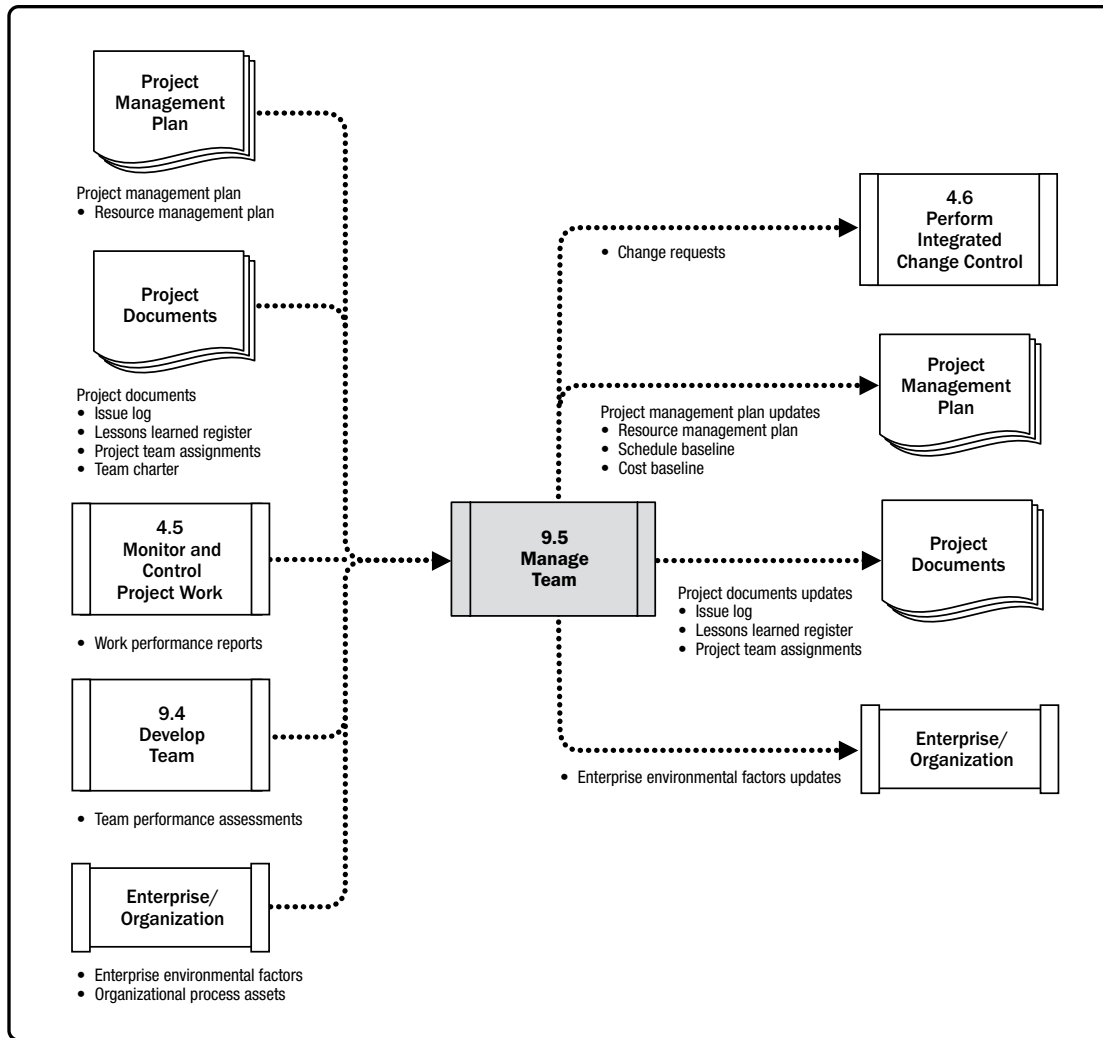 Project
Management
Plan
Project management plan
• Resource management plan
Project
Documents
Project documents
• Issue log
• Lessons learned register
• Project team assignments
• Team charter
4.5
Monitor and
Control
Project Work
• Work performance reports
9.4
Develop
Team
• Team performance assessments
Enterprise/
Organization
• Enterprise environmental factors
• Organizational process assets
9.5
Manage
Team
• Change requests
4.6
Perform
Integrated
Change Control
Project management plan updates
• Resource management plan
• Schedule baseline
• Cost baseline
Project
Management
Plan
Project documents updates
• Issue log
• Lessons learned register
• Project team assignments
Project
Documents
• Enterprise environmental factors updates
Enterprise/
Organization